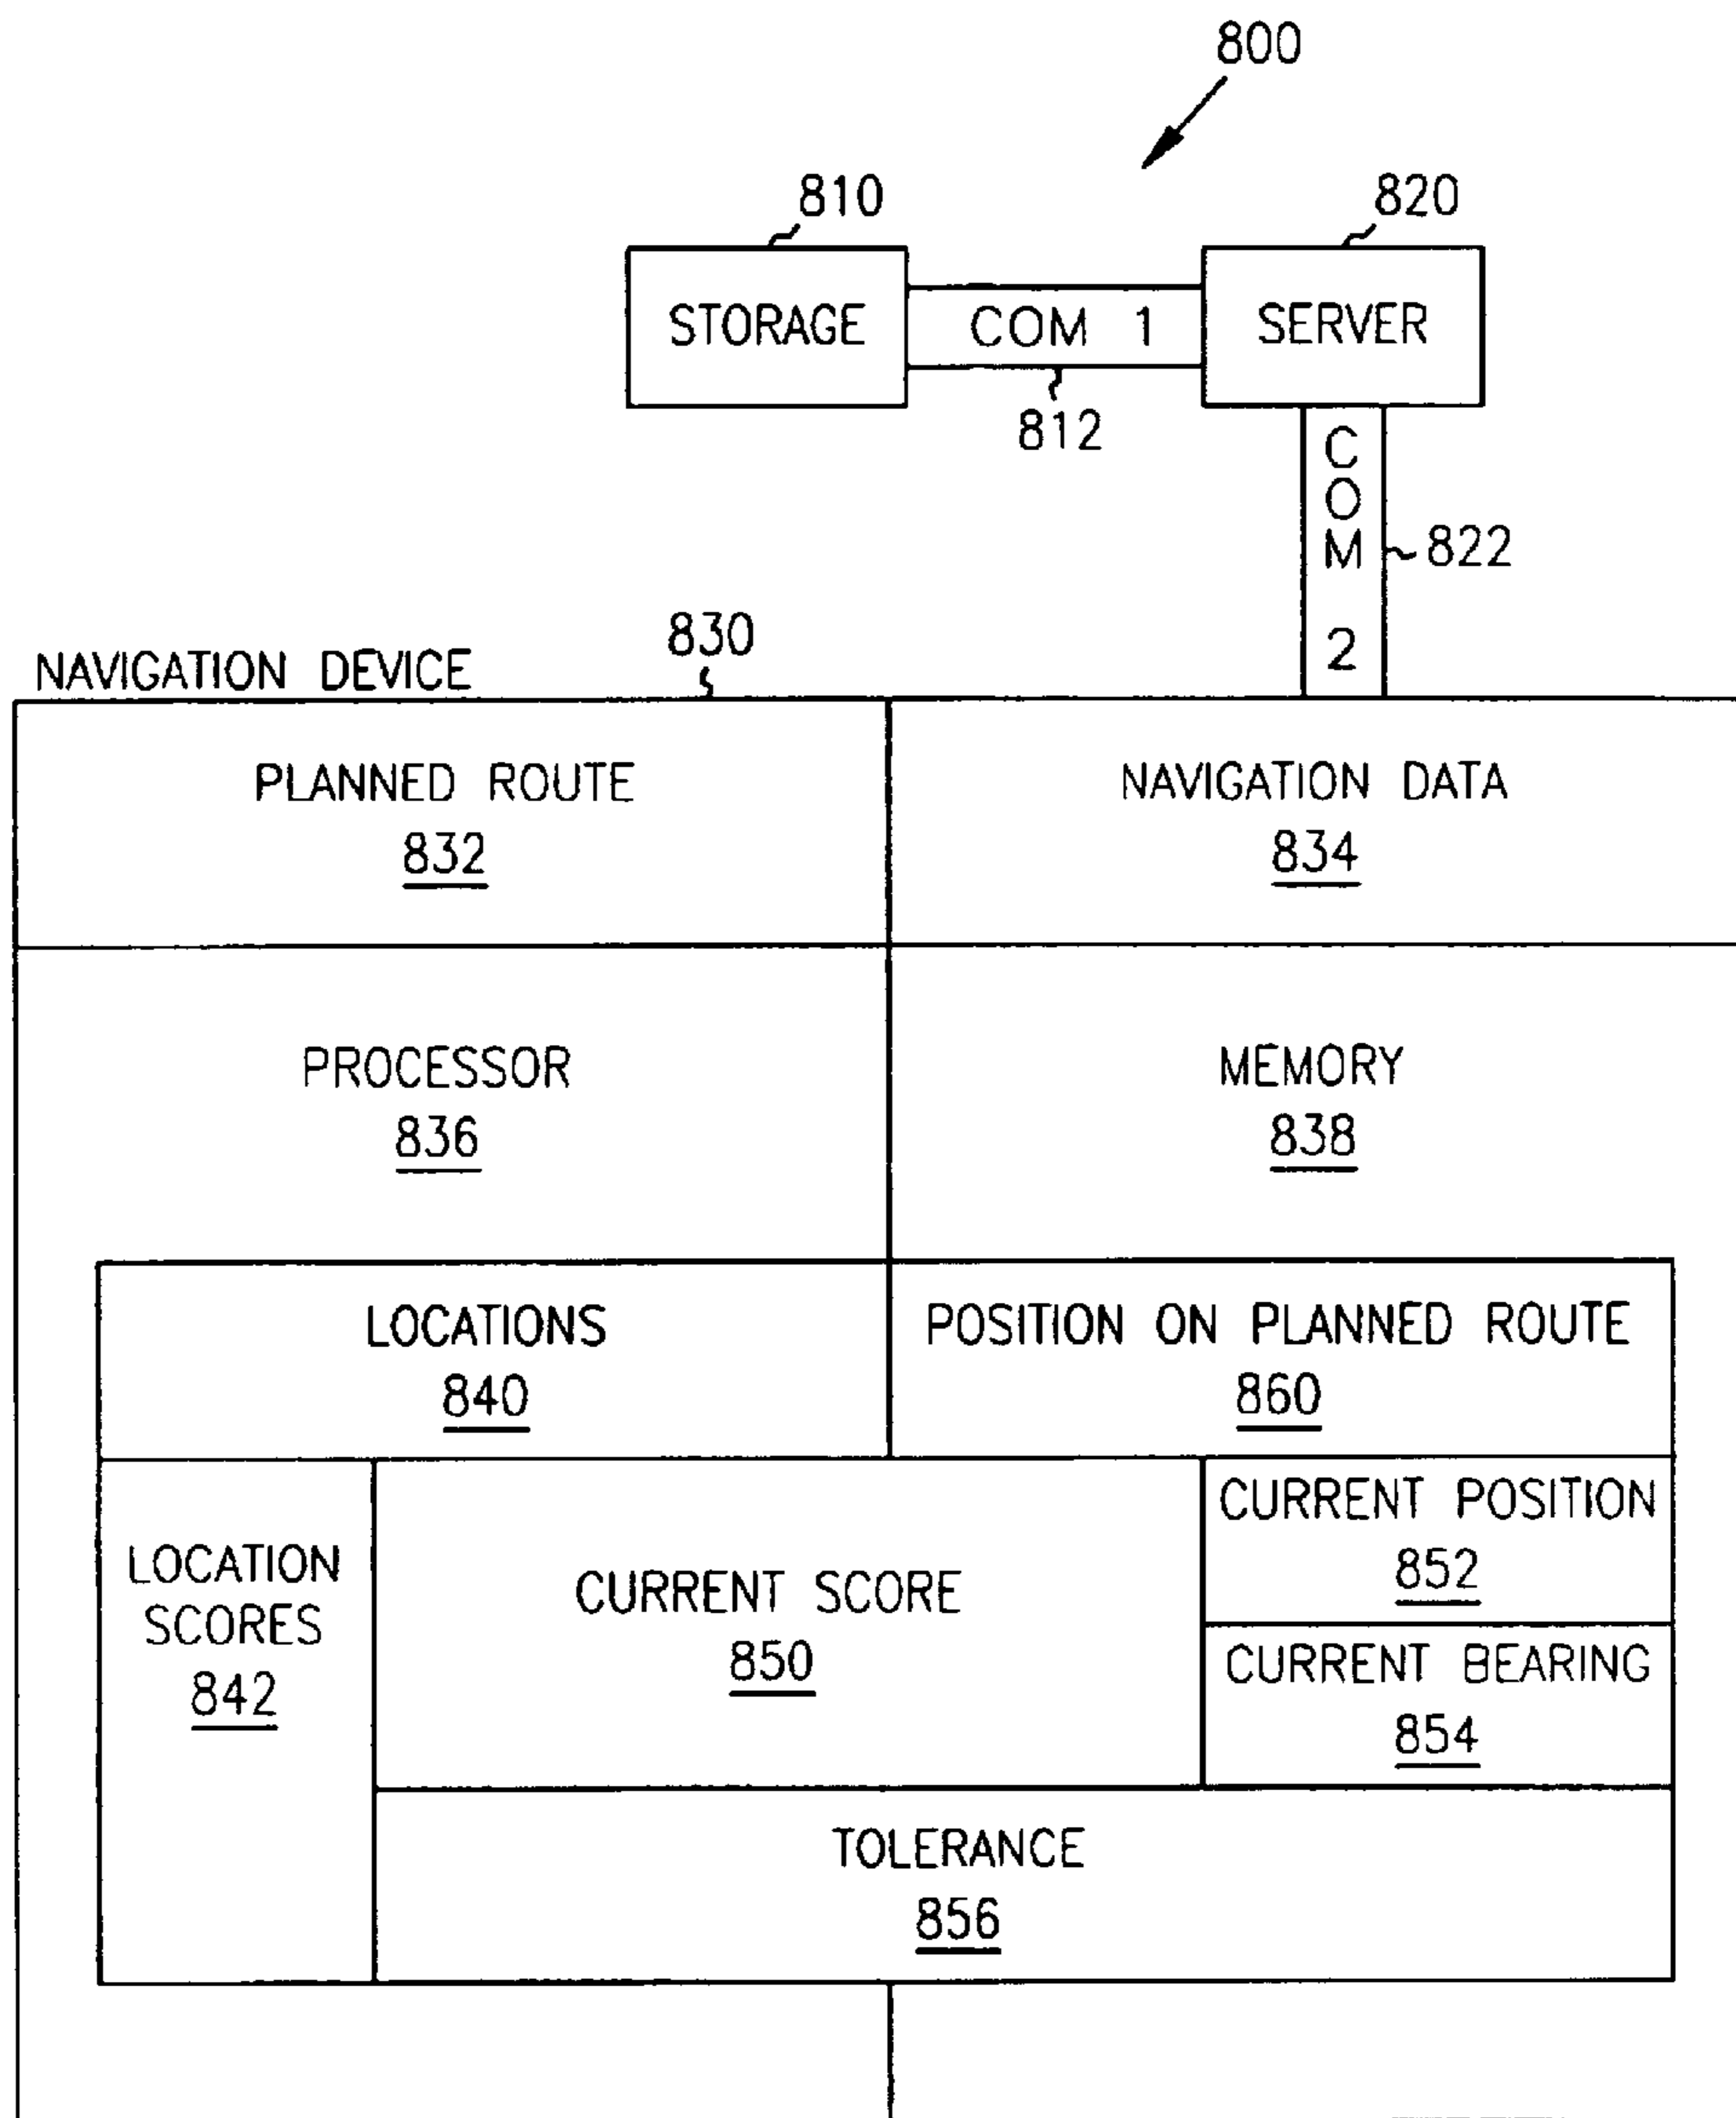 800
810
820
STORAGE
COM 1
SERVER
812
COM 2
822
NAVIGATION DEVICE
830
PLANNED ROUTE
832
NAVIGATION DATA
834
PROCESSOR
836
MEMORY
838
LOCATIONS
840
POSITION ON PLANNED ROUTE
860
LOCATION
SCORES
842
CURRENT SCORE
850
CURRENT POSITION
852
CURRENT BEARING
854
TOLERANCE
856